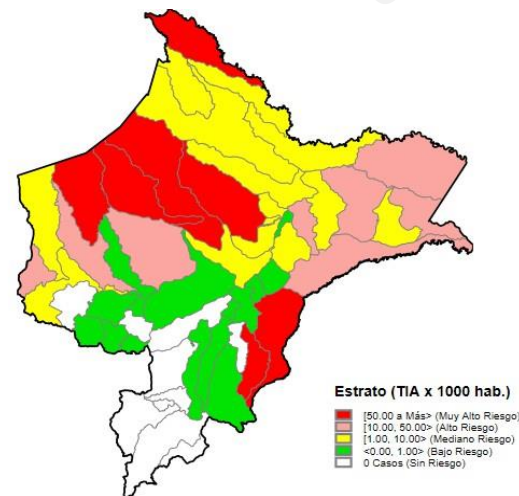 Estrato (TIA x 1000 hab.)
[50.00 a Más> (Muy Alto Riesgo)
[10.00, 50.00> (Alto Riesgo)
[1.00, 10.00> (Mediano Riesgo)
<0.00, 1.00> (Bajo Riesgo)
0 Casos (Sin Riesgo)